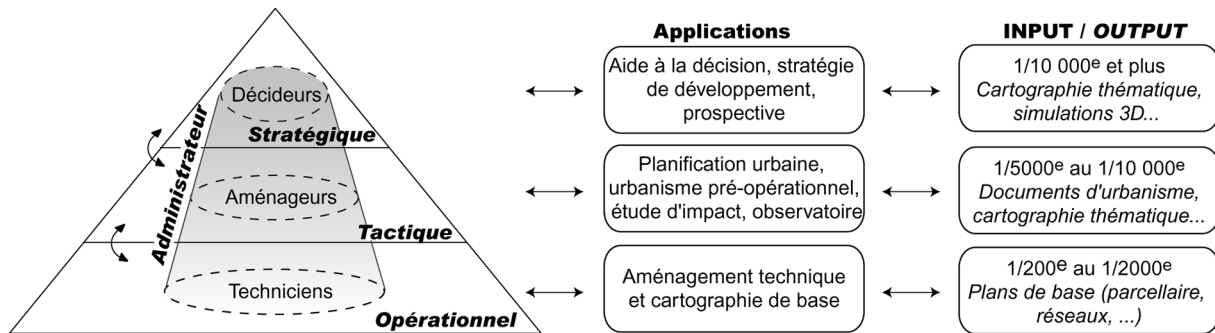 Décideurs
Stratégique
Administrateur
Aménageurs
Tactique
Techniciens
Opérationnel
Applications
Aide à la décision, stratégie
de développement,
prospective
Planification urbaine,
urbanisme pré-opérationnel,
étude d'impact, observatoire
Aménagement technique
et cartographie de base
INPUT / OUTPUT
1/10 000e et plus
Cartographie thématique,
simulations 3D...
1/5000e au 1/10 000e
Documents d'urbanisme,
cartographie thématique...
1/200e au 1/2000e
Plans de base (parcellaire,
réseaux, ...)